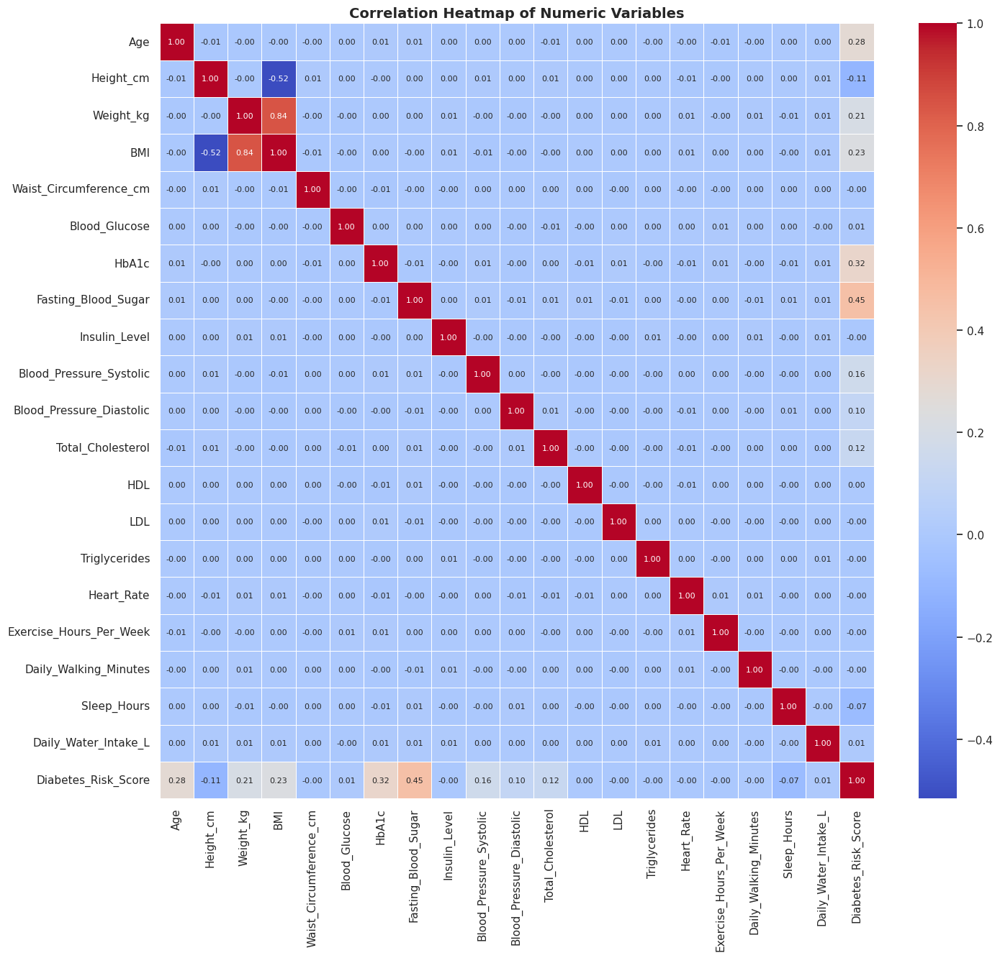 Correlation Heatmap of Numeric Variables
Age 1.00 -0.01 -0.00 -0.00 -0.00 0.00 0.01 0.01 0.00 0.00 0.00 -0.01 0.00 0.00 -0.00 -0.00 -0.01 -0.00 0.00 0.00 0.28
Height_cm -0.01 1.00 -0.00 -0.52 0.01 0.00 -0.00 0.00 0.00 0.01 0.00 0.01 0.00 0.00 0.00 -0.01 -0.00 0.00 0.00 0.01 -0.11
Weight_kg -0.00 -0.00 1.00 0.84 -0.00 -0.00 0.00 0.00 0.01 -0.00 -0.00 -0.00 0.00 0.00 0.00 0.01 -0.00 0.01 -0.01 0.01 0.21
BMI -0.00 -0.52 0.84 1.00 -0.01 -0.00 0.00 -0.00 0.01 -0.01 -0.00 -0.00 0.00 0.00 0.00 0.01 0.00 0.00 -0.00 0.01 0.23
Waist_Circumference_cm -0.00 0.01 -0.00 -0.01 1.00 -0.00 -0.01 -0.00 -0.00 0.00 0.00 0.00 0.00 -0.00 0.00 -0.00 -0.01 0.00 0.00 0.00 -0.00
Blood_Glucose 0.00 0.00 -0.00 -0.00 -0.00 1.00 0.00 0.00 0.00 0.00 -0.00 -0.01 -0.00 0.00 0.00 0.00 0.01 0.00 0.00 -0.00 0.01
HbA1c 0.01 -0.00 0.00 0.00 -0.01 0.00 1.00 -0.01 -0.00 0.01 -0.00 0.00 -0.01 0.01 -0.00 -0.01 0.01 -0.00 -0.01 0.01 0.32
Fasting_Blood_Sugar 0.01 0.00 0.00 -0.00 -0.00 0.00 -0.01 1.00 0.00 0.01 -0.01 0.01 0.01 -0.01 0.00 -0.00 0.00 -0.01 0.01 0.01 0.45
Insulin_Level 0.00 0.00 0.01 0.01 -0.00 0.00 -0.00 0.00 1.00 -0.00 -0.00 -0.00 -0.00 0.00 0.01 -0.00 0.00 0.01 -0.00 0.01 -0.00
Blood_Pressure_Systolic 0.00 0.01 -0.00 -0.01 0.00 0.00 0.01 0.01 -0.00 1.00 0.00 -0.00 -0.00 -0.00 -0.00 0.00 0.00 -0.00 -0.00 0.00 0.16
Blood_Pressure_Diastolic 0.00 0.00 -0.00 -0.00 0.00 -0.00 -0.00 -0.01 -0.00 0.00 1.00 0.01 -0.00 -0.00 -0.00 -0.01 0.00 0.00 0.01 0.00 0.10
Total_Cholesterol -0.01 0.01 -0.00 -0.00 0.00 -0.01 0.00 0.01 -0.00 -0.00 0.01 1.00 -0.00 -0.00 -0.00 -0.01 -0.00 0.00 0.00 0.00 0.12
HDL 0.00 0.00 0.00 0.00 0.00 -0.00 -0.01 0.01 -0.00 -0.00 -0.00 -0.00 1.00 -0.00 -0.00 -0.01 0.00 0.00 -0.00 0.00 0.00
LDL 0.00 0.00 0.00 0.00 -0.00 0.00 0.01 -0.01 0.00 -0.00 -0.00 -0.00 -0.00 1.00 0.00 0.00 -0.00 -0.00 -0.00 0.00 -0.00
Triglycerides -0.00 0.00 0.00 0.00 0.00 0.00 -0.00 0.00 0.01 -0.00 -0.00 -0.00 -0.00 0.00 1.00 0.00 -0.00 0.00 0.00 0.01 -0.00
Heart_Rate -0.00 -0.01 0.01 0.01 -0.00 0.00 -0.01 -0.00 -0.00 0.00 -0.01 -0.01 -0.01 0.00 0.00 1.00 0.01 0.01 -0.00 0.00 -0.00
Exercise_Hours_Per_Week -0.01 -0.00 -0.00 0.00 -0.01 0.01 0.01 0.00 0.00 0.00 0.00 -0.00 0.00 -0.00 -0.00 0.01 1.00 -0.00 -0.00 0.00 -0.00
Daily_Walking_Minutes -0.00 0.00 0.01 0.00 0.00 0.00 -0.00 -0.01 0.01 -0.00 0.00 0.00 0.00 -0.00 0.00 0.01 -0.00 1.00 -0.00 -0.00 -0.00
Sleep_Hours 0.00 0.00 -0.01 -0.00 0.00 0.00 -0.01 0.01 -0.00 -0.00 0.01 0.00 -0.00 -0.00 0.00 -0.00 -0.00 -0.00 1.00 -0.00 -0.07
Daily_Water_Intake_L 0.00 0.01 0.01 0.01 0.00 -0.00 0.01 0.01 0.01 0.00 0.00 0.00 0.00 0.00 0.01 0.00 0.00 -0.00 -0.00 1.00 0.01
Diabetes_Risk_Score 0.28 -0.11 0.21 0.23 -0.00 0.01 0.32 0.45 -0.00 0.16 0.10 0.12 0.00 -0.00 -0.00 -0.00 -0.00 -0.00 -0.07 0.01 1.00
Age
Height_cm
Weight_kg
BMI
Waist_Circumference_cm
Blood_Glucose
HbA1c
Fasting_Blood_Sugar
Insulin_Level
Blood_Pressure_Systolic
Blood_Pressure_Diastolic
Total_Cholesterol
HDL
LDL
Triglycerides
Heart_Rate
Exercise_Hours_Per_Week
Daily_Walking_Minutes
Sleep_Hours
Daily_Water_Intake_L
Diabetes_Risk_Score
1.0
0.8
0.6
0.4
0.2
0.0
−0.2
−0.4